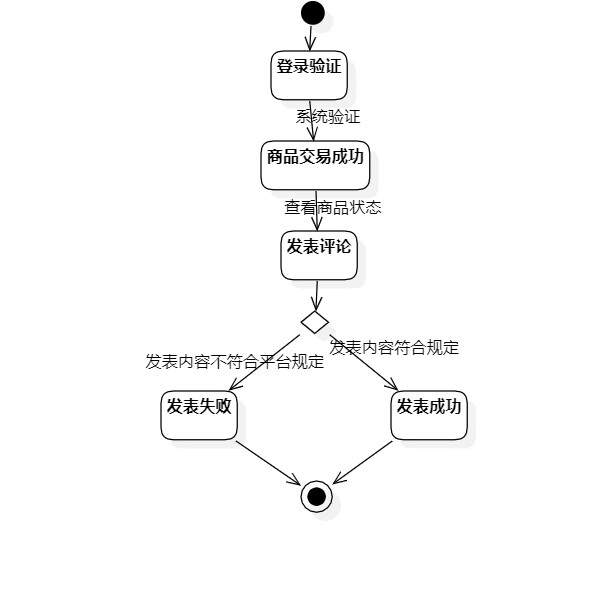 登录验证
系统验证
商品交易成功
查看商品状态
发表评论
发表内容符合规定
发表内容不符合平台规定
发表失败
发表成功